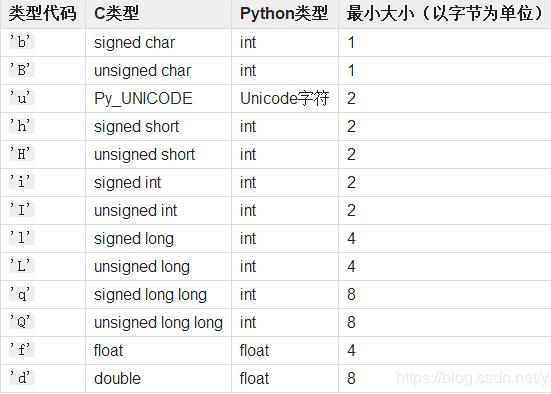 类型代码 C类型 Python类型 最小大小（以字节为单位）
'b' signed char int 1
'B' unsigned char int 1
'u' Py_UNICODE Unicode字符 2
'h' signed short int 2
'H' unsigned short int 2
'i' signed int int 2
'I' unsigned int int 2
'l' signed long int 4
'L' unsigned long int 4
'q' signed long long int 8
'Q' unsigned long long int 8
'f' float float 4
'd' double float 8
https://blog.csdn.net/y